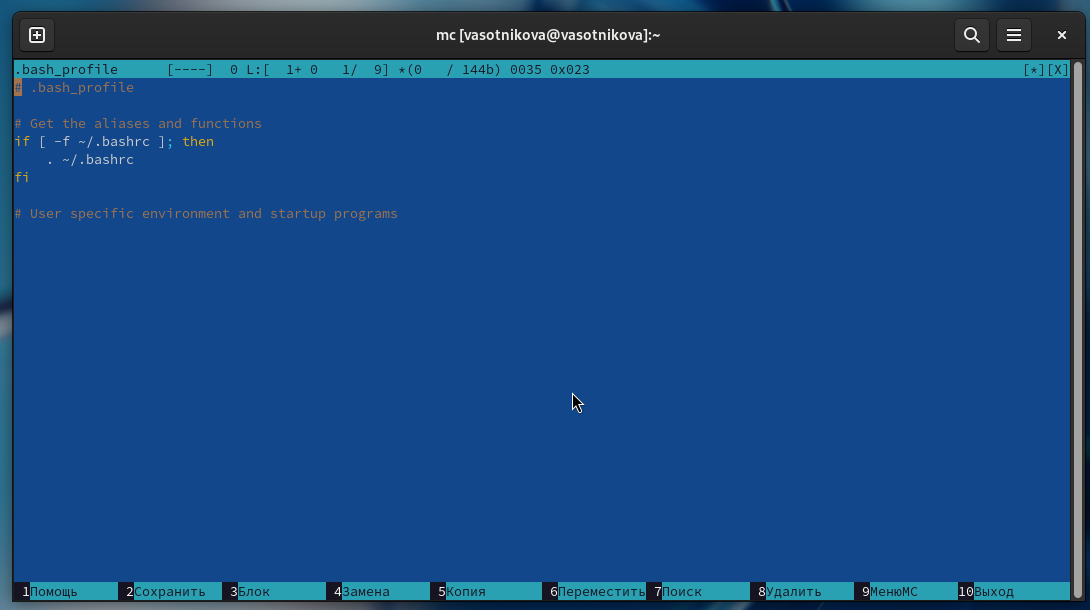 mc [vasotnikova@vasotnikova]:~
.bash_profile      [----]  0 L:[  1+ 0   1/  9] *(0   / 144b) 0035 0x023 [*][X]
# .bash_profile
# Get the aliases and functions
if [ -f ~/.bashrc ]; then
    . ~/.bashrc
fi
# User specific environment and startup programs
1Помощь 2Сохранить 3Блок 4Замена 5Копия 6Переместить 7Поиск 8Удалить 9МенюMC 10Выход